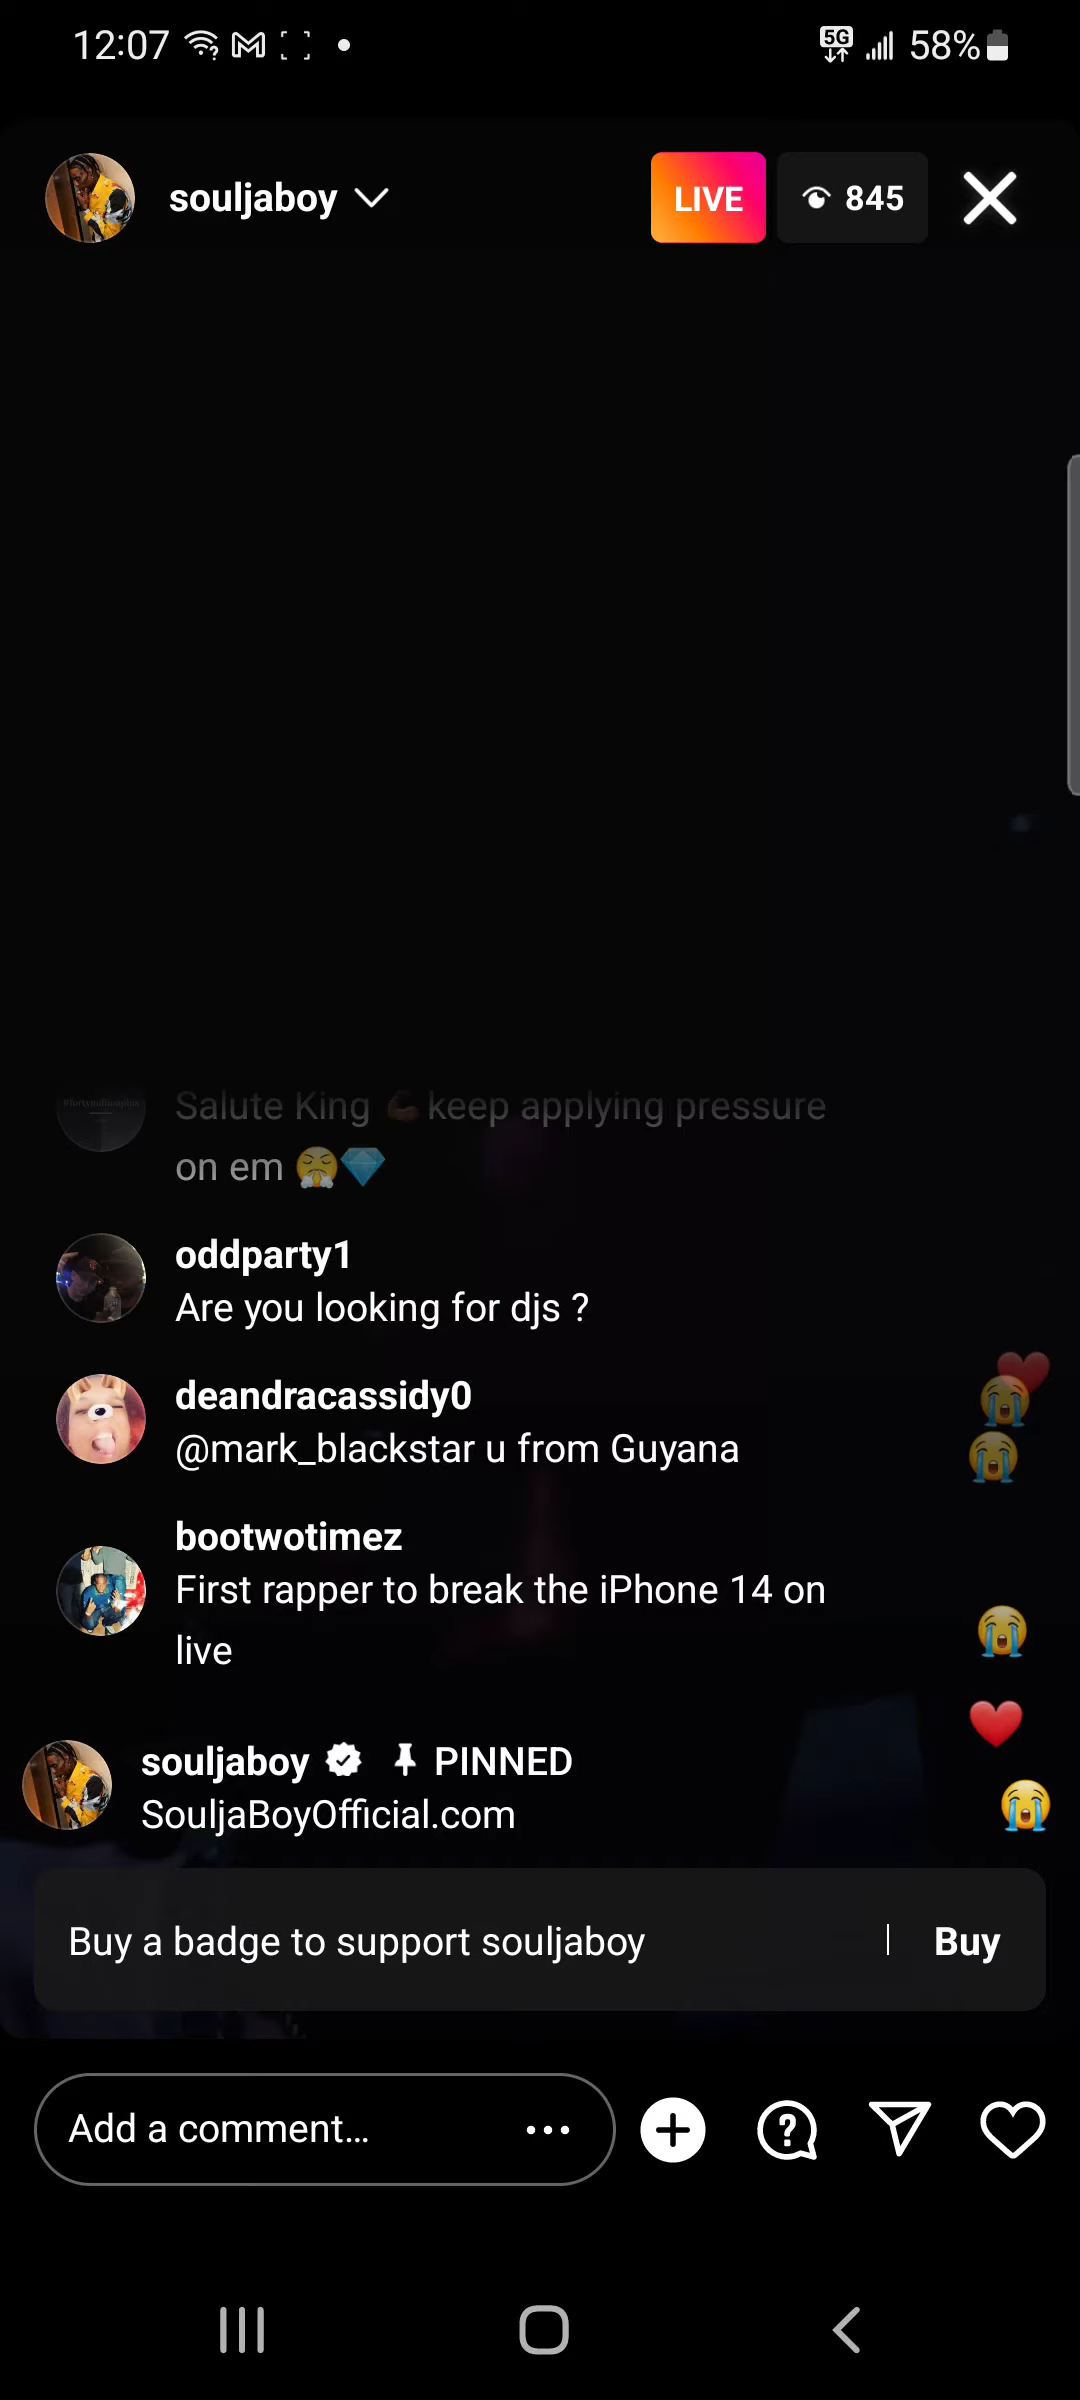 12:07 5G 58%
souljaboy LIVE 845
Salute King 💪🏿 keep applying pressure
on em 😤💎
oddparty1
Are you looking for djs ?
deandracassidy0
@mark_blackstar u from Guyana
bootwotimez
First rapper to break the iPhone 14 on
live
souljaboy PINNED
SouljaBoyOfficial.com
Buy a badge to support souljaboy | Buy
Add a comment...